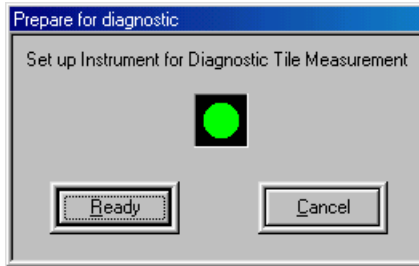 Prepare for diagnostic
Set up Instrument for Diagnostic Tile Measurement
Ready
Cancel